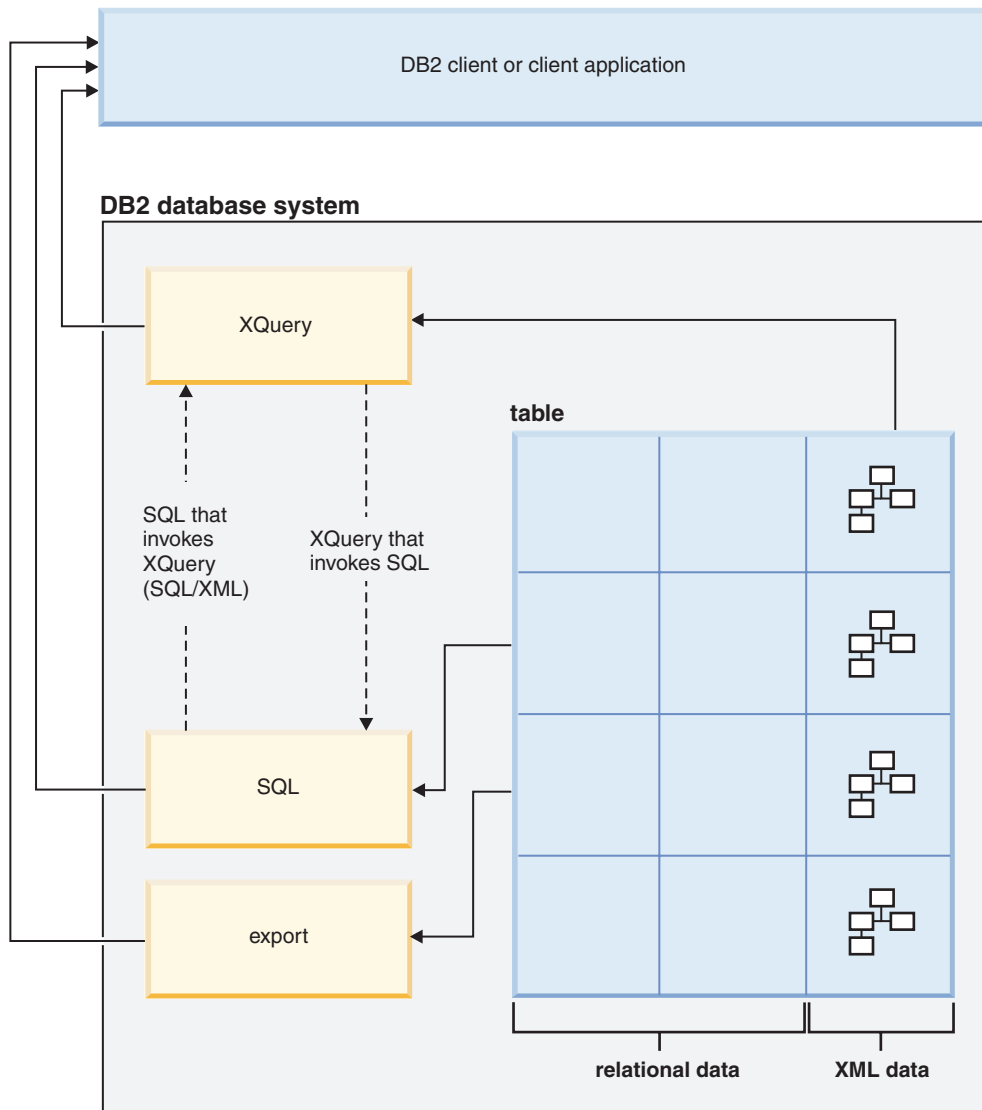 DB2 client or client application
DB2 database system
XQuery
table
SQL that
invokes
XQuery
(SQL/XML)
XQuery that
invokes SQL
SQL
export
relational data
XML data